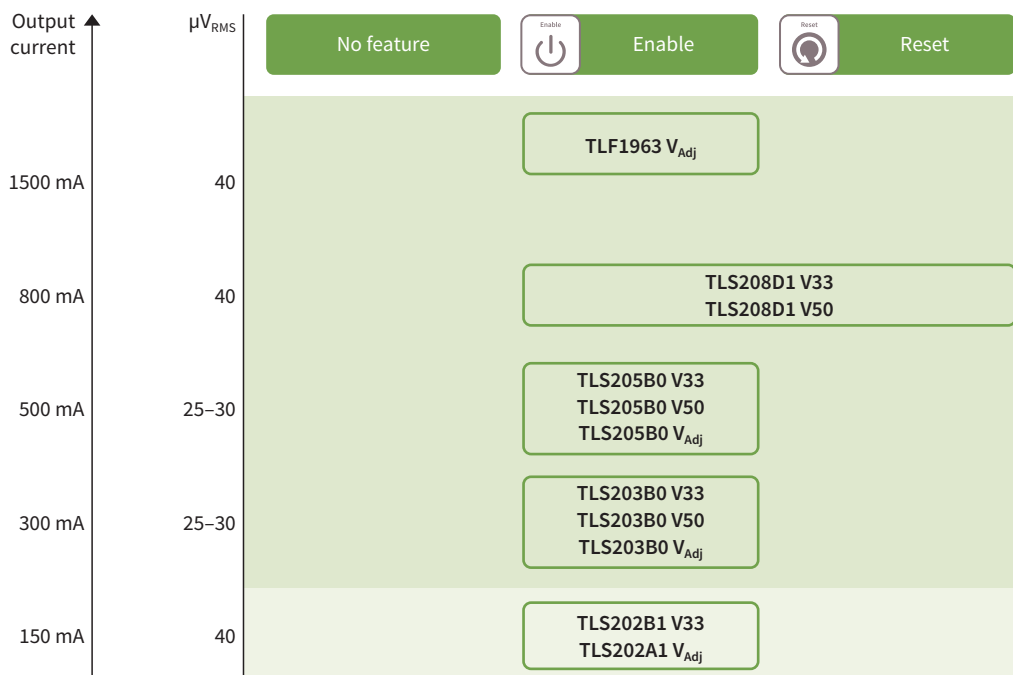 Output
current
µVRMS
No feature
Enable
Enable
Reset
Reset
TLF1963 VAdj
1500 mA
40
TLS208D1 V33
800 mA
40
TLS208D1 V50
TLS205B0 V33
500 mA
25–30
TLS205B0 V50
TLS205B0 VAdj
TLS203B0 V33
300 mA
25–30
TLS203B0 V50
TLS203B0 VAdj
TLS202B1 V33
150 mA
40
TLS202A1 VAdj